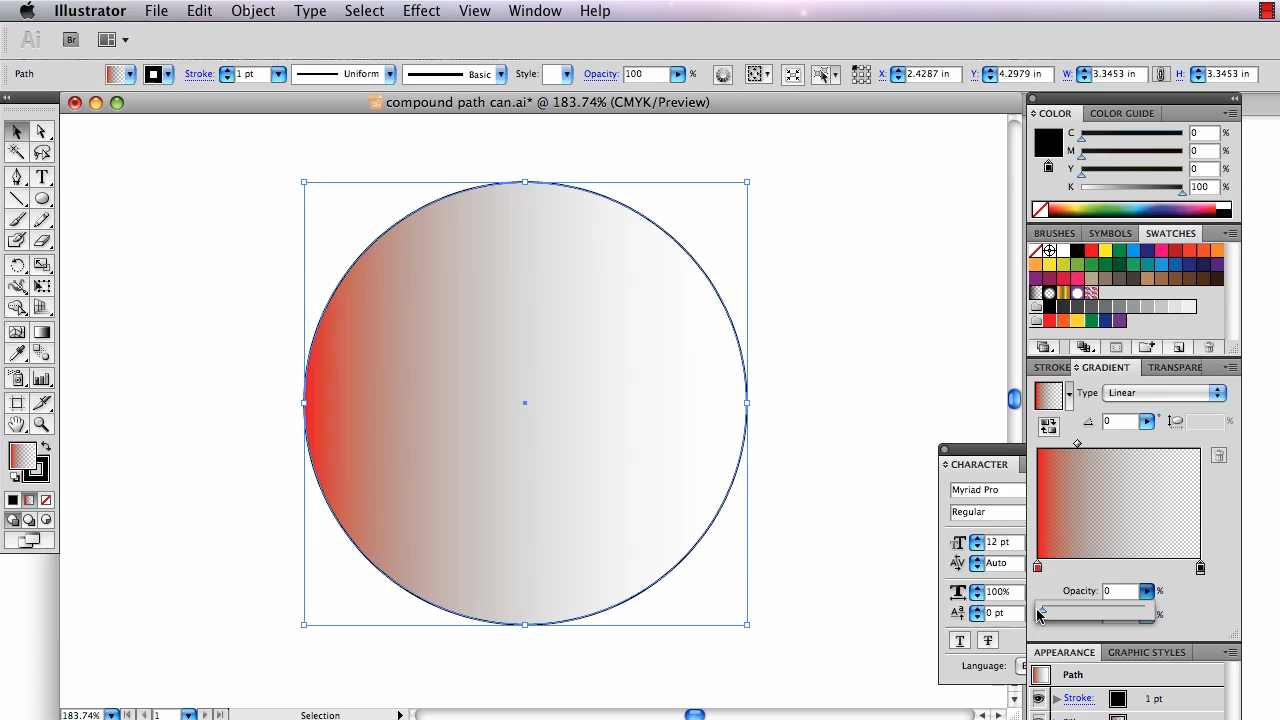 Illustrator File Edit Object Type Select Effect View Window Help
Ai Br
Path Stroke: 1 pt Uniform Basic Style: Opacity: 100 % X: 2.4287 in Y: 4.2979 in W: 3.3453 in H: 3.3453 in
compound path can.ai* @ 183.74% (CMYK/Preview)
COLOR COLOR GUIDE
C 0 %
M 0 %
Y 0 %
K 100 %
BRUSHES SYMBOLS SWATCHES
STROKE GRADIENT TRANSPARE
Type Linear
0 ° %
Opacity: 0 %
%
CHARACTER
Myriad Pro
Regular
12 pt
Auto
100%
0 pt
T T
Language: E
APPEARANCE GRAPHIC STYLES
Path
Stroke: 1 pt
183.74% 1 Selection